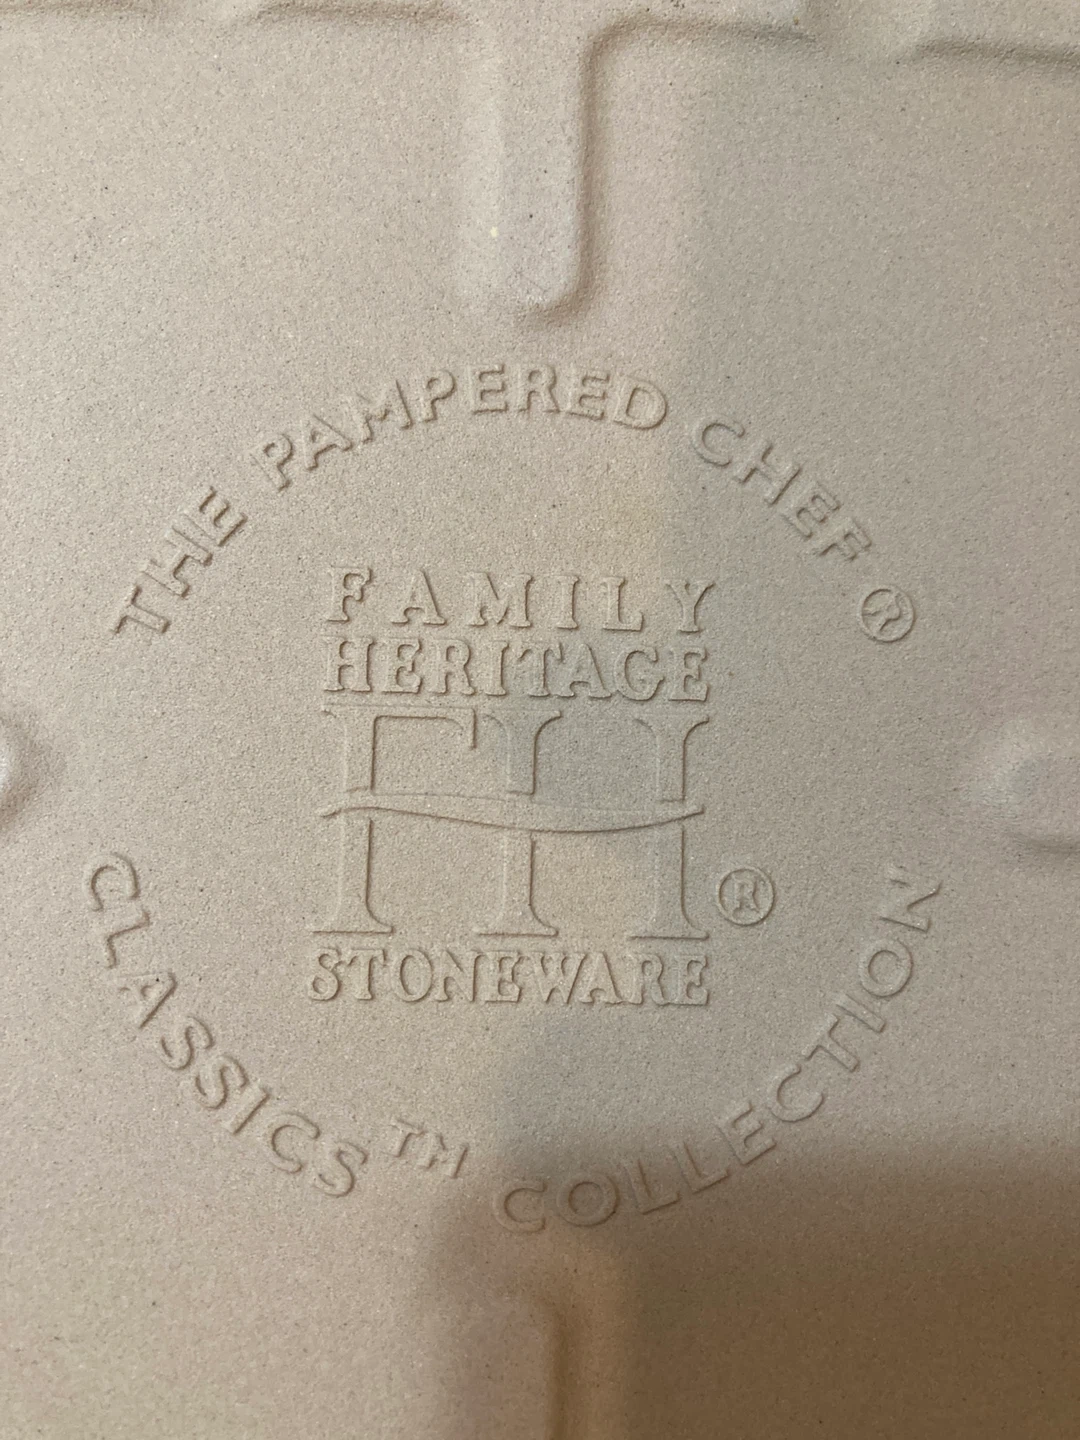 THE PAMPERED CHEF ®
FAMILY
HERITAGE
FH ®
STONEWARE
CLASSICS™ COLLECTION